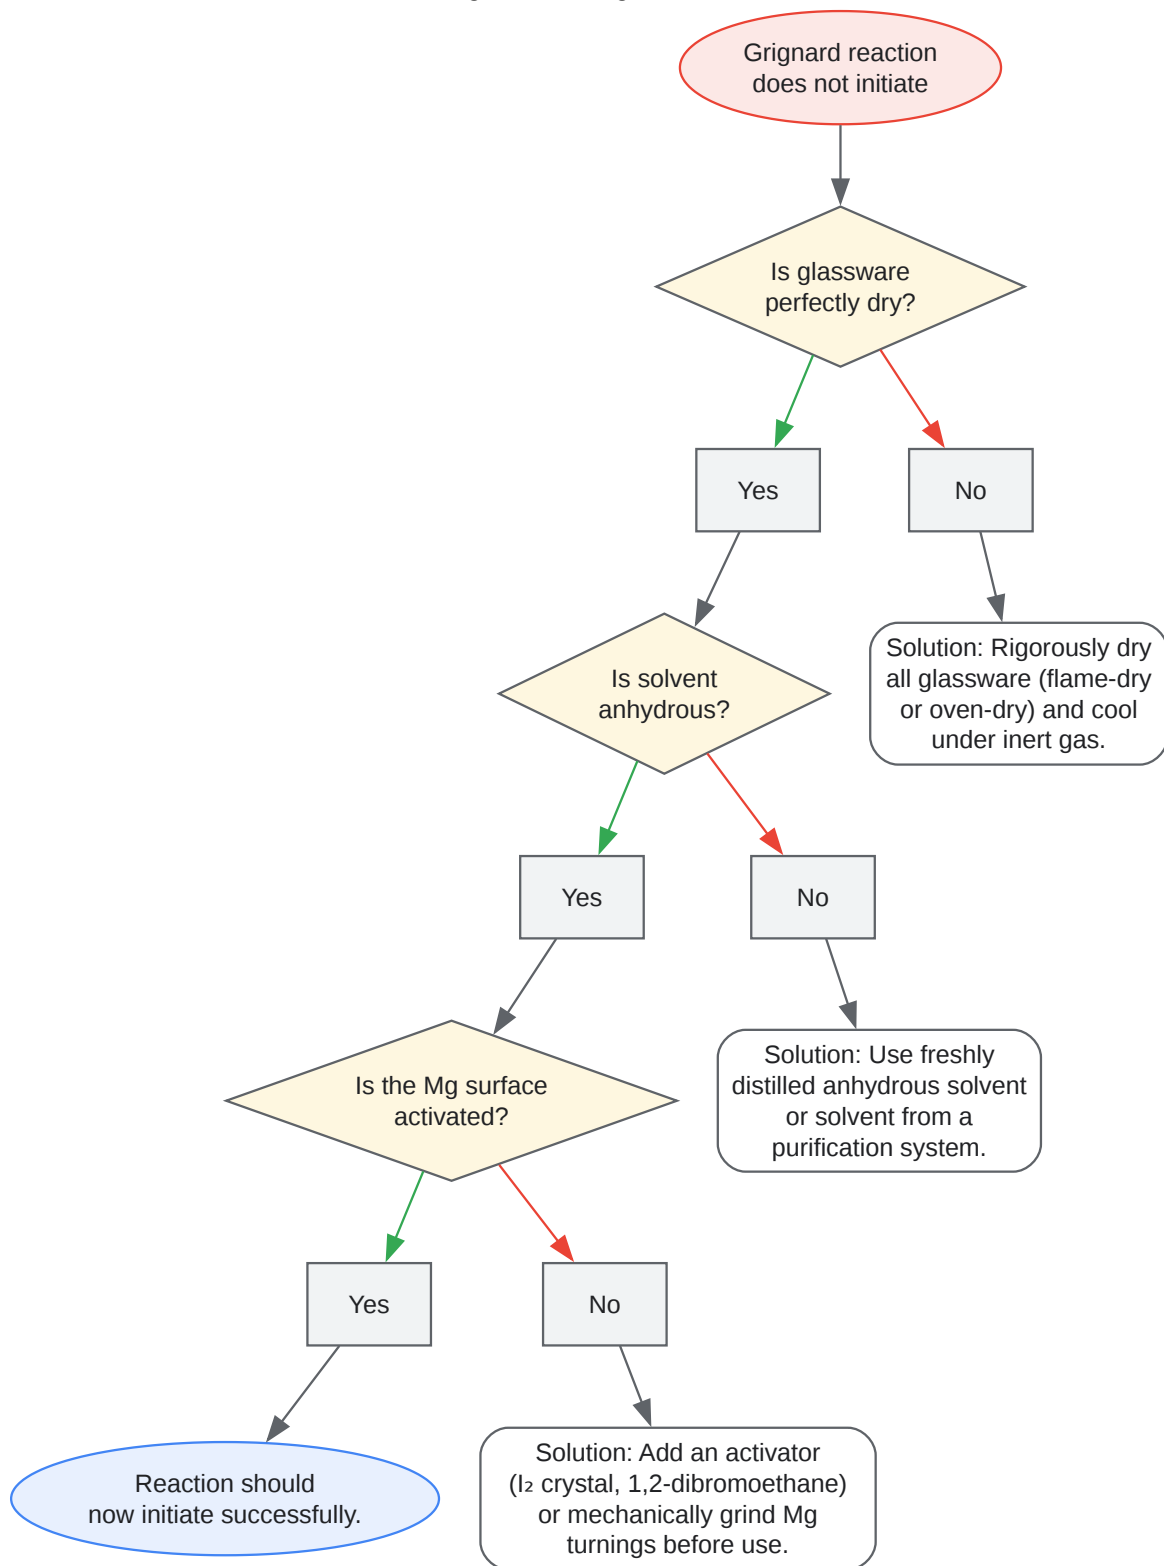 Grignard reaction
does not initiate
Is glassware
perfectly dry?
Yes
No
Is solvent
anhydrous?
Solution: Rigorously dry
all glassware (flame-dry
or oven-dry) and cool
under inert gas.
Yes
No
Is the Mg surface
activated?
Solution: Use freshly
distilled anhydrous solvent
or solvent from a
purification system.
Yes
No
Reaction should
now initiate successfully.
Solution: Add an activator
(I₂ crystal, 1,2-dibromoethane)
or mechanically grind Mg
turnings before use.